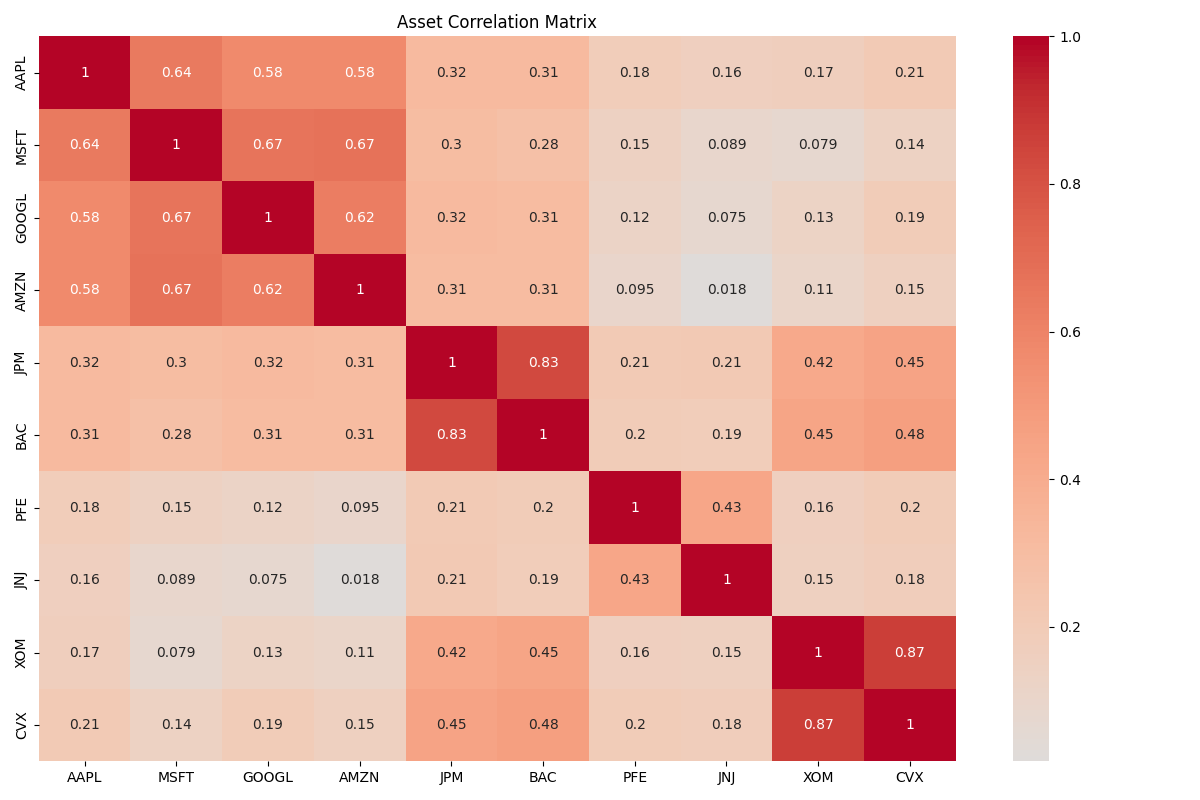 Asset Correlation Matrix
AAPL 1 0.64 0.58 0.58 0.32 0.31 0.18 0.16 0.17 0.21
MSFT 0.64 1 0.67 0.67 0.3 0.28 0.15 0.089 0.079 0.14
GOOGL 0.58 0.67 1 0.62 0.32 0.31 0.12 0.075 0.13 0.19
AMZN 0.58 0.67 0.62 1 0.31 0.31 0.095 0.018 0.11 0.15
JPM 0.32 0.3 0.32 0.31 1 0.83 0.21 0.21 0.42 0.45
BAC 0.31 0.28 0.31 0.31 0.83 1 0.2 0.19 0.45 0.48
PFE 0.18 0.15 0.12 0.095 0.21 0.2 1 0.43 0.16 0.2
JNJ 0.16 0.089 0.075 0.018 0.21 0.19 0.43 1 0.15 0.18
XOM 0.17 0.079 0.13 0.11 0.42 0.45 0.16 0.15 1 0.87
CVX 0.21 0.14 0.19 0.15 0.45 0.48 0.2 0.18 0.87 1
AAPL MSFT GOOGL AMZN JPM BAC PFE JNJ XOM CVX
1.0
0.8
0.6
0.4
0.2